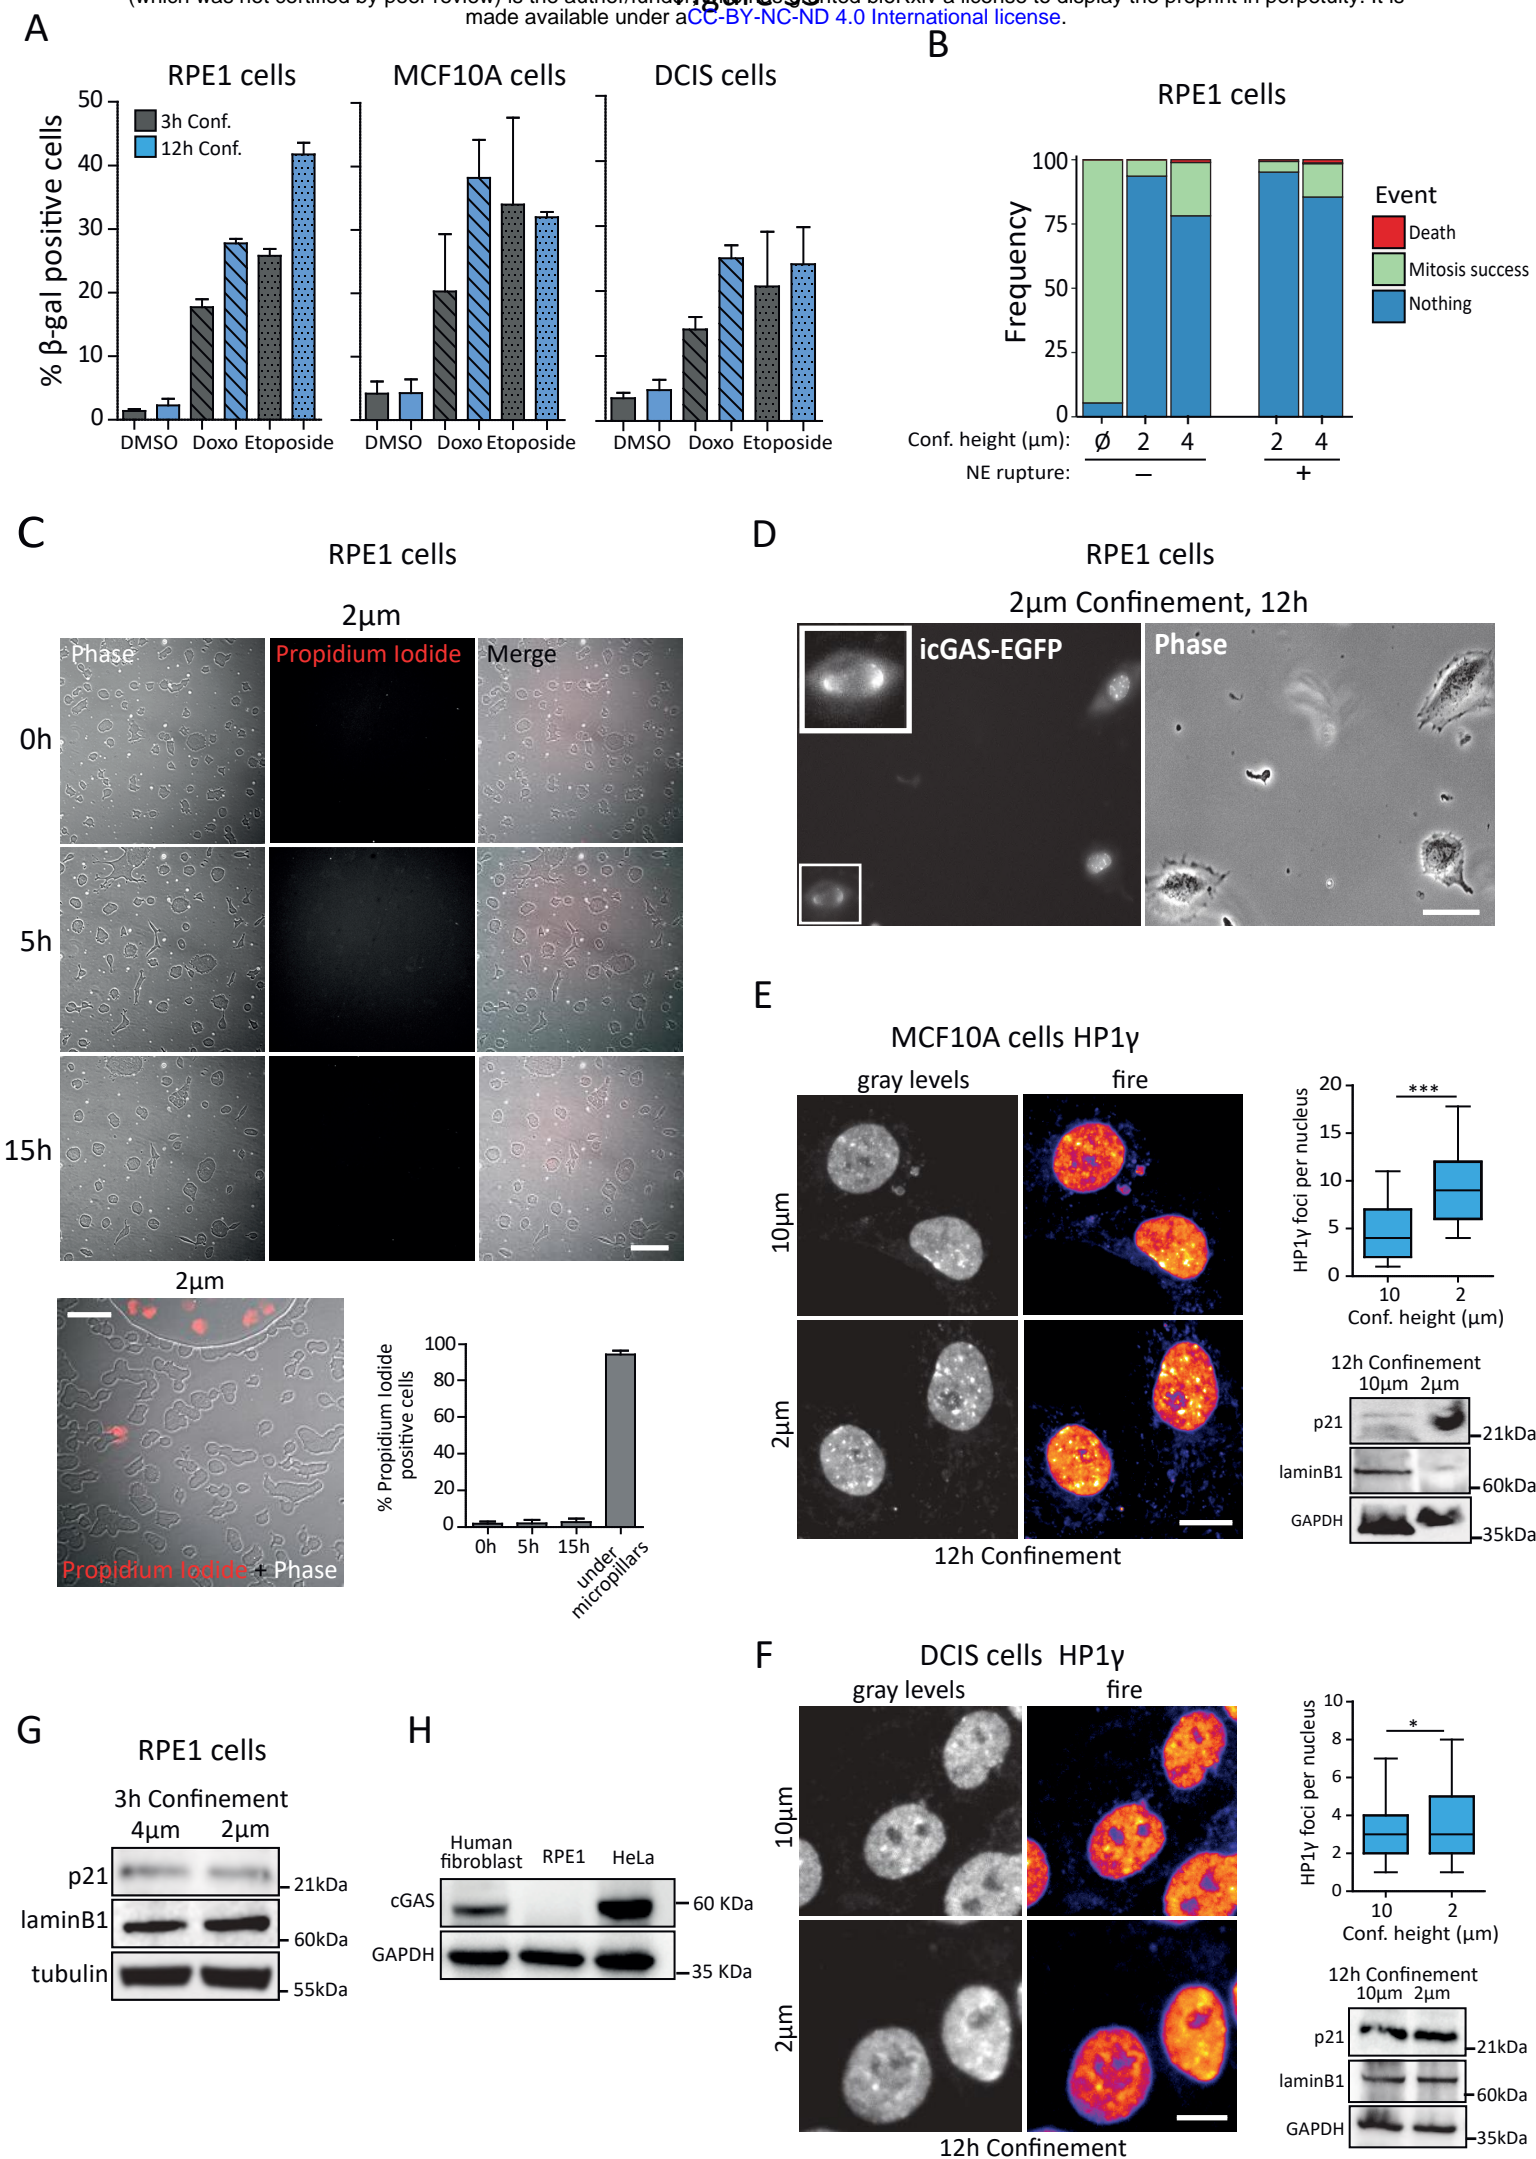 made available under aCC-BY-NC-ND 4.0 International license.
A
RPE1 cells
MCF10A cells
DCIS cells
% β-gal positive cells
50
40
30
20
10
0
3h Conf.
12h Conf.
DMSO Doxo Etoposide
DMSO Doxo Etoposide
DMSO Doxo Etoposide
B
RPE1 cells
Frequency
100
75
50
25
0
Event
Death
Mitosis success
Nothing
Conf. height (μm): Ø 2 4 2 4
NE rupture: – +
C
RPE1 cells
2μm
Phase
Propidium Iodide
Merge
0h
5h
15h
2μm
Propidium Iodide + Phase
% Propidium Iodide
positive cells
100
80
60
40
20
0
0h 5h 15h
under
micropillars
D
RPE1 cells
2μm Confinement, 12h
icGAS-EGFP
Phase
E
MCF10A cells HP1γ
gray levels
fire
10μm
2μm
12h Confinement
HP1γ foci per nucleus
20
15
10
5
0
***
10 2
Conf. height (μm)
12h Confinement
10μm 2μm
p21
21kDa
laminB1
60kDa
GAPDH
35kDa
F
DCIS cells HP1γ
gray levels
fire
10μm
2μm
12h Confinement
HP1γ foci per nucleus
10
8
6
4
2
0
*
10 2
Conf. height (μm)
12h Confinement
10μm 2μm
p21
21kDa
laminB1
60kDa
GAPDH
35kDa
G
RPE1 cells
3h Confinement
4μm 2μm
p21
21kDa
laminB1
60kDa
tubulin
55kDa
H
Human
fibroblast
RPE1
HeLa
cGAS
60 KDa
GAPDH
35 KDa